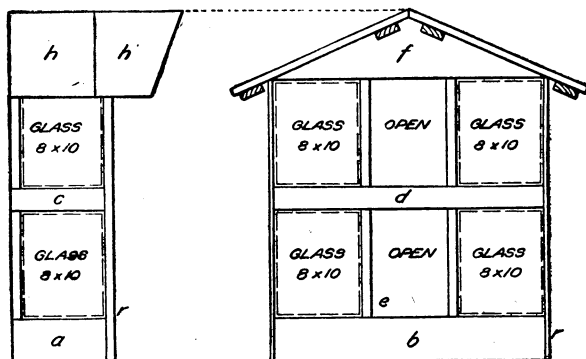 h h
GLASS
8 x 10
c
GLASS
8 x 10
r
a
f
GLASS
8 x 10
OPEN
GLASS
8 x 10
d
GLASS
8 x 10
OPEN
e
GLASS
8 x 10
b
r